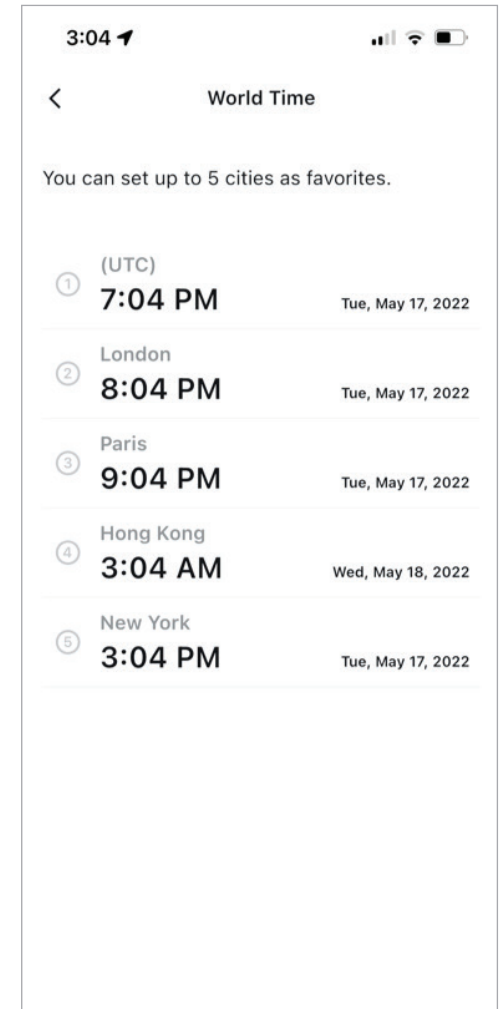 3:04
World Time
You can set up to 5 cities as favorites.
1
(UTC)
7:04 PM
Tue, May 17, 2022
2
London
8:04 PM
Tue, May 17, 2022
3
Paris
9:04 PM
Tue, May 17, 2022
4
Hong Kong
3:04 AM
Wed, May 18, 2022
5
New York
3:04 PM
Tue, May 17, 2022